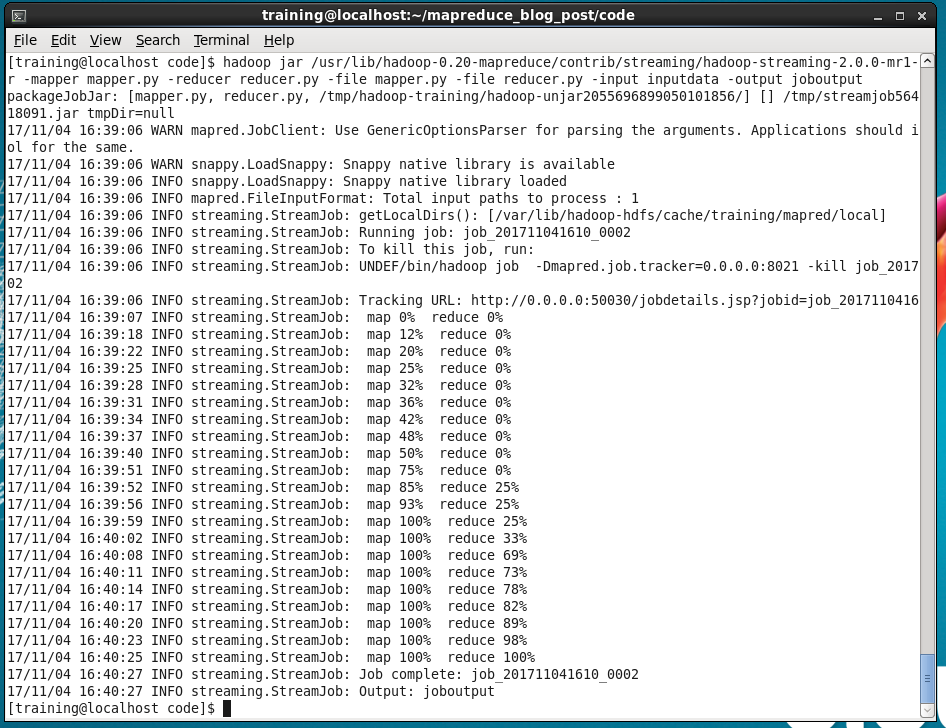 training@localhost:~/mapreduce_blog_post/code
File Edit View Search Terminal Help
[training@localhost code]$ hadoop jar /usr/lib/hadoop-0.20-mapreduce/contrib/streaming/hadoop-streaming-2.0.0-mr1-
r -mapper mapper.py -reducer reducer.py -file mapper.py -file reducer.py -input inputdata -output joboutput
packageJobJar: [mapper.py, reducer.py, /tmp/hadoop-training/hadoop-unjar2055696899050101856/] [] /tmp/streamjob564
18091.jar tmpDir=null
17/11/04 16:39:06 WARN mapred.JobClient: Use GenericOptionsParser for parsing the arguments. Applications should i
ol for the same.
17/11/04 16:39:06 WARN snappy.LoadSnappy: Snappy native library is available
17/11/04 16:39:06 INFO snappy.LoadSnappy: Snappy native library loaded
17/11/04 16:39:06 INFO mapred.FileInputFormat: Total input paths to process : 1
17/11/04 16:39:06 INFO streaming.StreamJob: getLocalDirs(): [/var/lib/hadoop-hdfs/cache/training/mapred/local]
17/11/04 16:39:06 INFO streaming.StreamJob: Running job: job_201711041610_0002
17/11/04 16:39:06 INFO streaming.StreamJob: To kill this job, run:
17/11/04 16:39:06 INFO streaming.StreamJob: UNDEF/bin/hadoop job  -Dmapred.job.tracker=0.0.0.0:8021 -kill job_2017
02
17/11/04 16:39:06 INFO streaming.StreamJob: Tracking URL: http://0.0.0.0:50030/jobdetails.jsp?jobid=job_2017110416
17/11/04 16:39:07 INFO streaming.StreamJob:  map 0%  reduce 0%
17/11/04 16:39:18 INFO streaming.StreamJob:  map 12%  reduce 0%
17/11/04 16:39:22 INFO streaming.StreamJob:  map 20%  reduce 0%
17/11/04 16:39:25 INFO streaming.StreamJob:  map 25%  reduce 0%
17/11/04 16:39:28 INFO streaming.StreamJob:  map 32%  reduce 0%
17/11/04 16:39:31 INFO streaming.StreamJob:  map 36%  reduce 0%
17/11/04 16:39:34 INFO streaming.StreamJob:  map 42%  reduce 0%
17/11/04 16:39:37 INFO streaming.StreamJob:  map 48%  reduce 0%
17/11/04 16:39:40 INFO streaming.StreamJob:  map 50%  reduce 0%
17/11/04 16:39:51 INFO streaming.StreamJob:  map 75%  reduce 0%
17/11/04 16:39:52 INFO streaming.StreamJob:  map 85%  reduce 25%
17/11/04 16:39:56 INFO streaming.StreamJob:  map 93%  reduce 25%
17/11/04 16:39:59 INFO streaming.StreamJob:  map 100%  reduce 25%
17/11/04 16:40:02 INFO streaming.StreamJob:  map 100%  reduce 33%
17/11/04 16:40:08 INFO streaming.StreamJob:  map 100%  reduce 69%
17/11/04 16:40:11 INFO streaming.StreamJob:  map 100%  reduce 73%
17/11/04 16:40:14 INFO streaming.StreamJob:  map 100%  reduce 78%
17/11/04 16:40:17 INFO streaming.StreamJob:  map 100%  reduce 82%
17/11/04 16:40:20 INFO streaming.StreamJob:  map 100%  reduce 89%
17/11/04 16:40:23 INFO streaming.StreamJob:  map 100%  reduce 98%
17/11/04 16:40:25 INFO streaming.StreamJob:  map 100%  reduce 100%
17/11/04 16:40:27 INFO streaming.StreamJob: Job complete: job_201711041610_0002
17/11/04 16:40:27 INFO streaming.StreamJob: Output: joboutput
[training@localhost code]$